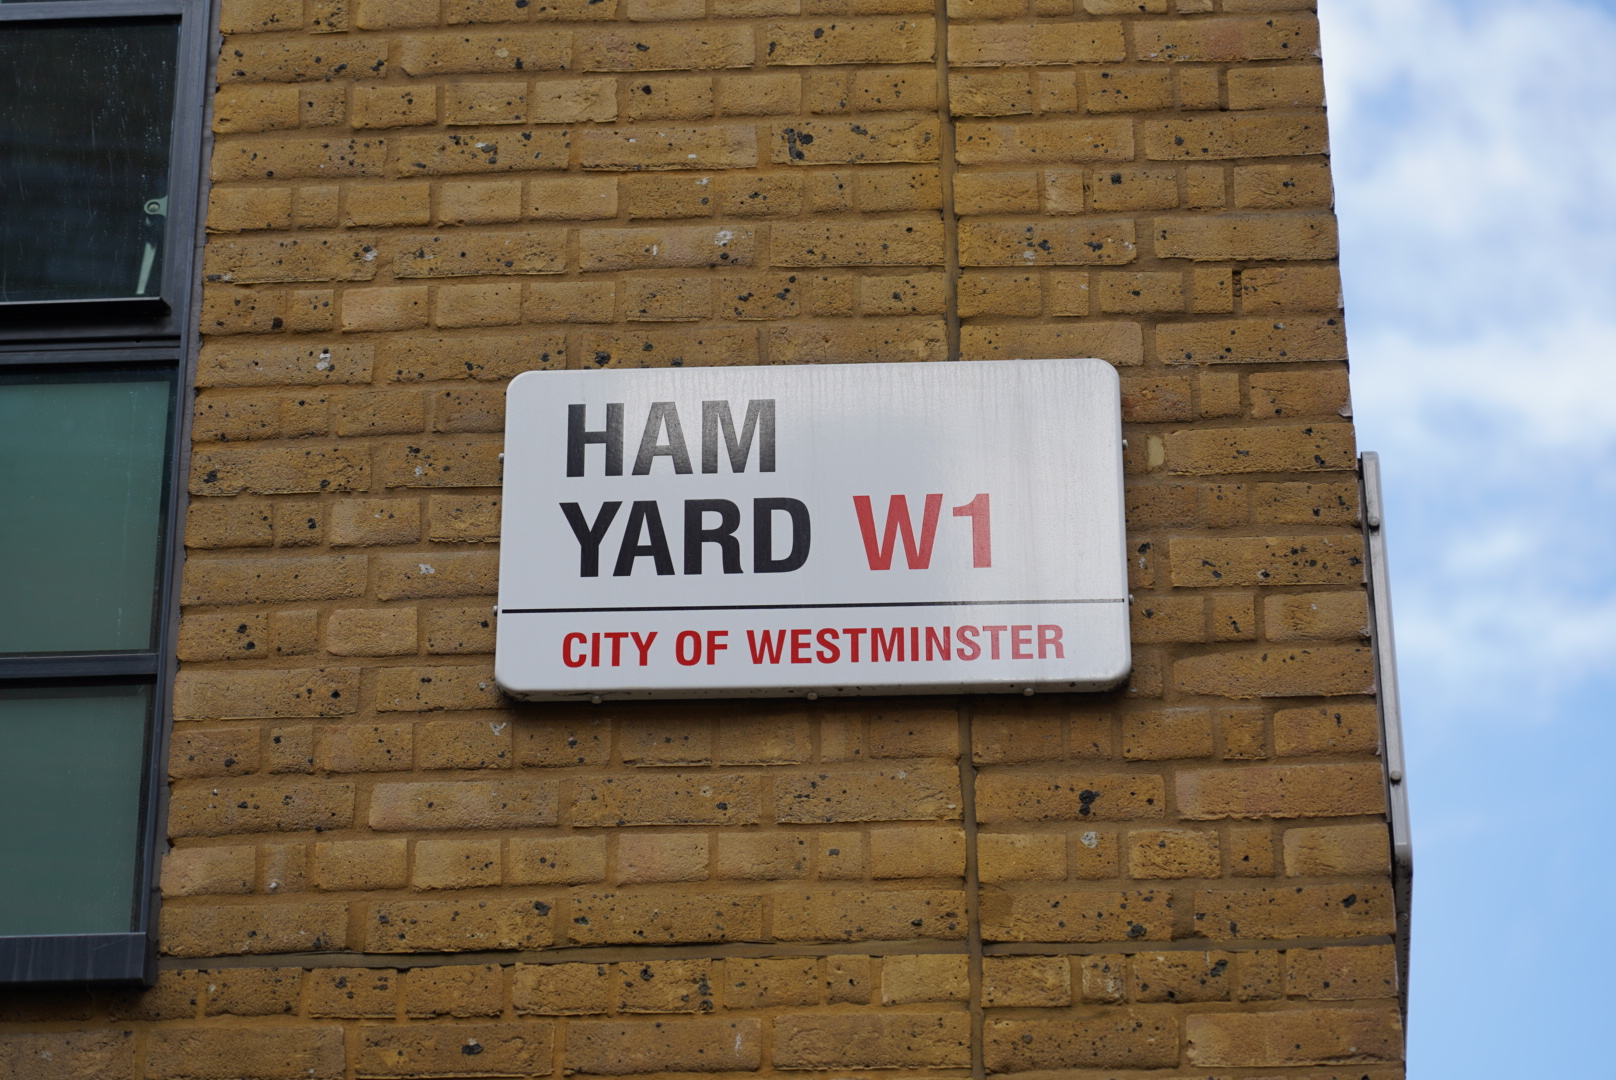 HAM
YARD W1
CITY OF WESTMINSTER